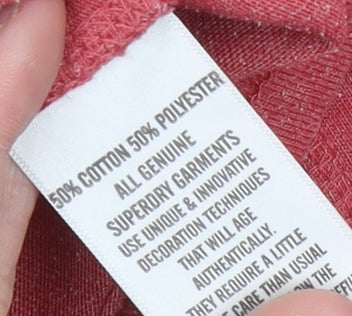 50% COTTON 50% POLYESTER
ALL GENUINE
SUPERDRY GARMENTS
USE UNIQUE & INNOVATIVE
DECORATION TECHNIQUES
THAT WILL AGE
AUTHENTICALLY.
THEY REQUIRE A LITTLE
CARE THAN USUAL
THE